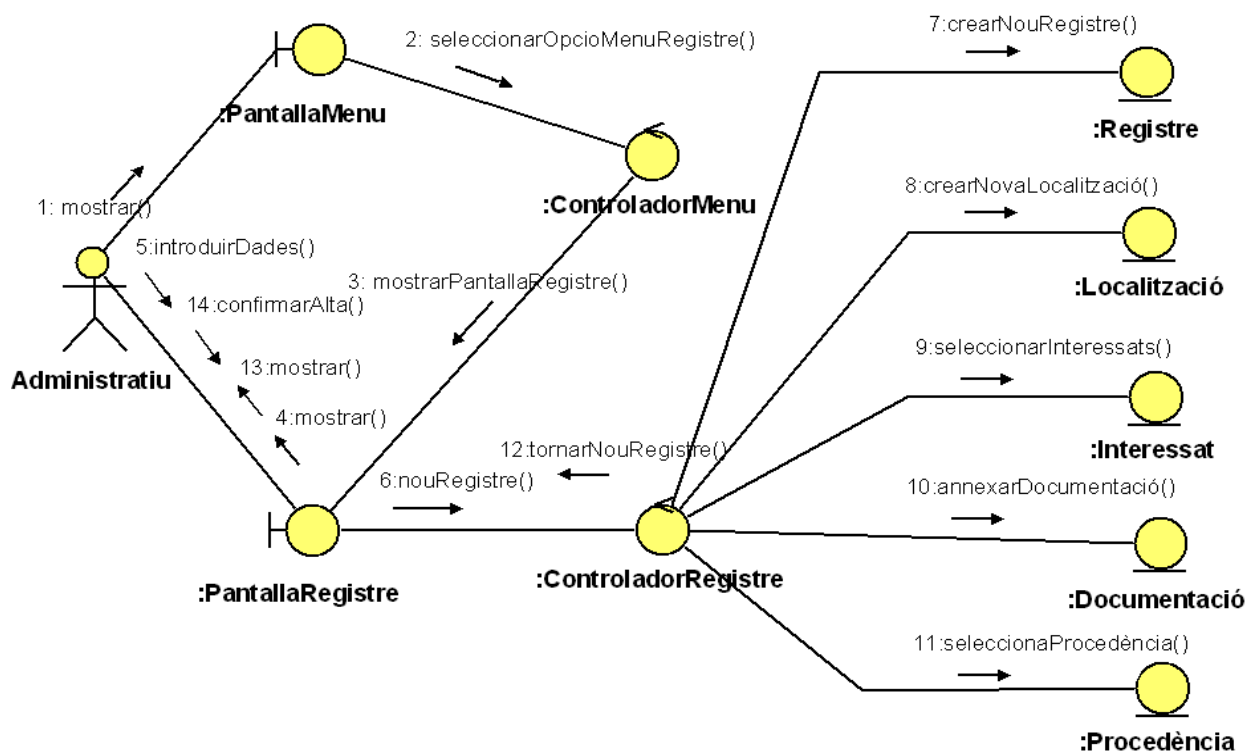 7:crearNouRegistre()
2: seleccionarOpcioMenuRegistre()
:PantallaMenu
:Registre
8:crearNovaLocalització()
1: mostrar()
:ControladorMenu
5:introduirDades()
3: mostrarPantallaRegistre()
:Localització
14:confirmarAlta()
9:seleccionarInteressats()
13:mostrar()
Administratiu
4:mostrar()
12:tornarNouRegistre()
:Interessat
6:nouRegistre()
10:annexarDocumentació()
:PantallaRegistre
:ControladorRegistre
:Documentació
11:seleccionaProcedència()
:Procedència